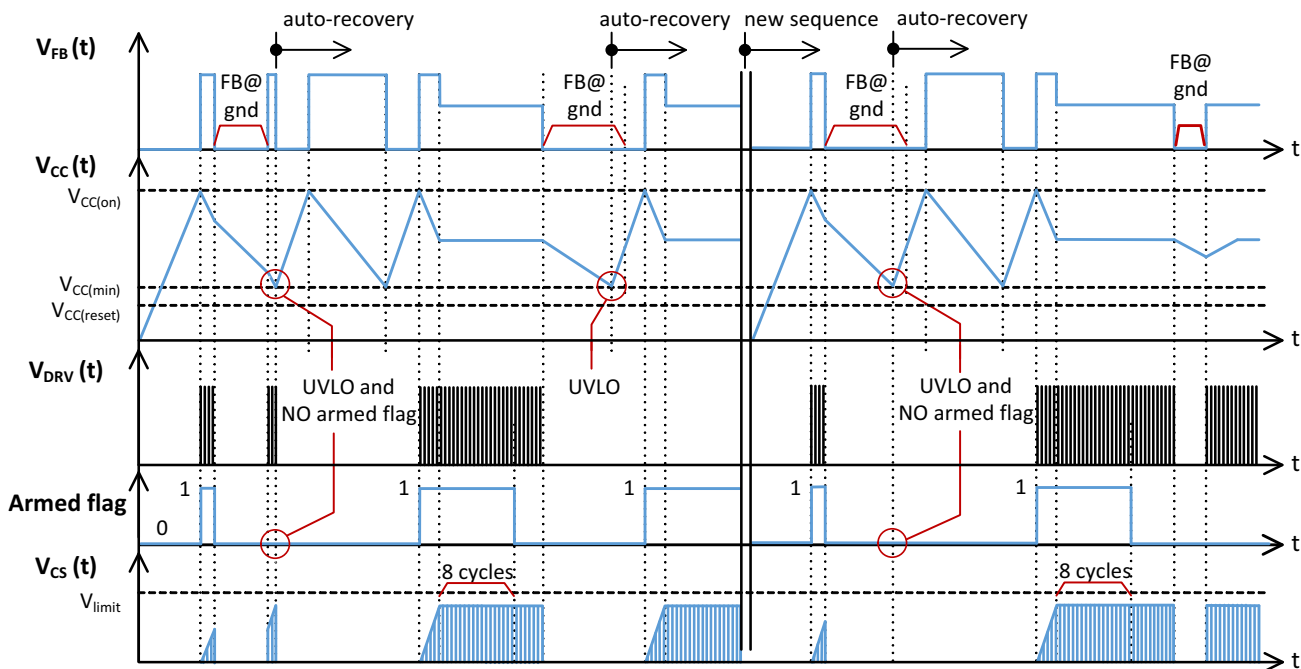 auto-recovery auto-recovery new sequence auto-recovery
V_FB (t)
FB@ gnd FB@ gnd FB@ gnd FB@ gnd
t
V_CC(t)
V_CC(on)
V_CC(min)
V_CC(reset)
t
V_DRV (t)
UVLO and NO armed flag
UVLO
UVLO and NO armed flag
t
Armed flag
1 1 1 1 1
0
t
V_CS (t)
8 cycles 8 cycles
V_limit
t